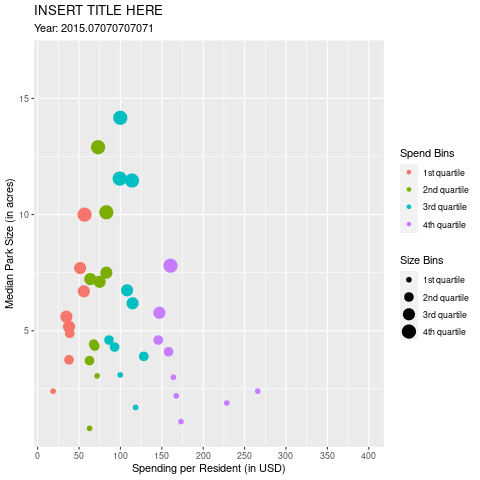 INSERT TITLE HERE
Year: 2015.07070707071
15
10
5
Median Park Size (in acres)
0 50 100 150 200 250 300 350 400
Spending per Resident (in USD)
Spend Bins
1st quartile
2nd quartile
3rd quartile
4th quartile
Size Bins
1st quartile
2nd quartile
3rd quartile
4th quartile